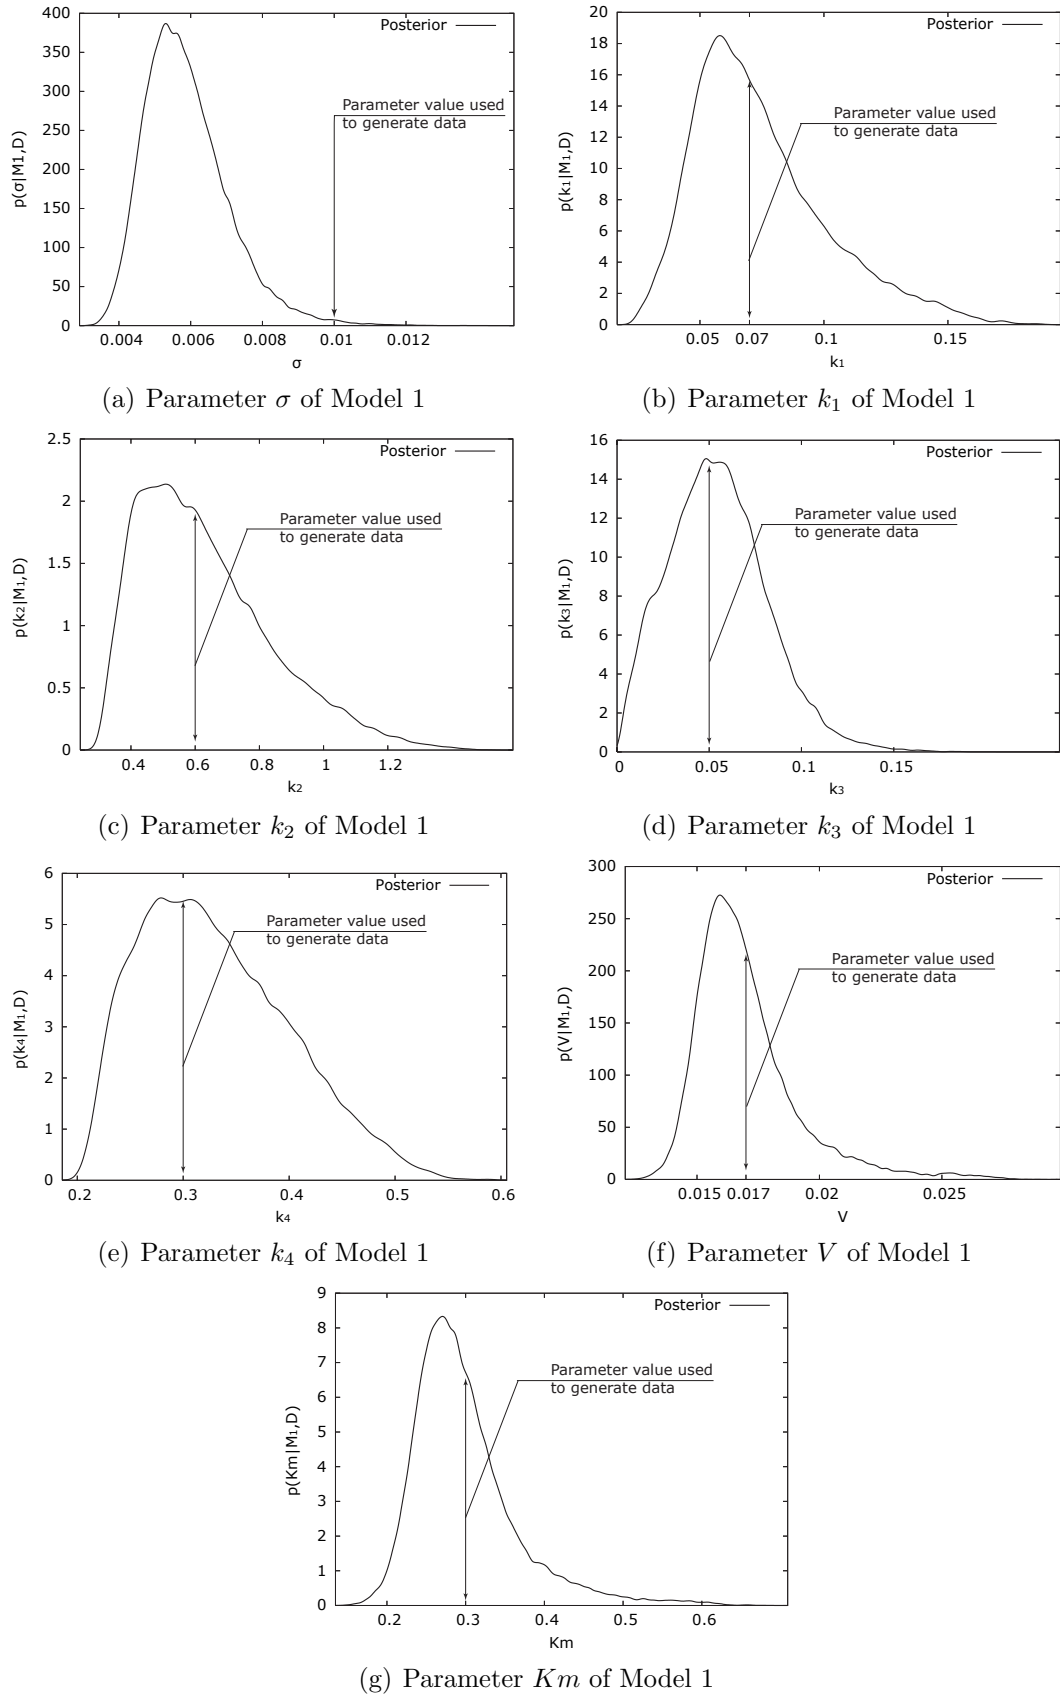 400
350
300
250
200
150
100
50
0
p(σ|M1,D)
Posterior
Parameter value used
to generate data
0.004 0.006 0.008 0.01 0.012
σ
(a) Parameter σ of Model 1
20
18
16
14
12
10
8
6
4
2
0
p(k1|M1,D)
Posterior
Parameter value used
to generate data
0.05 0.07 0.1 0.15
k1
(b) Parameter k1 of Model 1
2.5
2
1.5
1
0.5
0
p(k2|M1,D)
Posterior
Parameter value used
to generate data
0.4 0.6 0.8 1 1.2
k2
(c) Parameter k2 of Model 1
16
14
12
10
8
6
4
2
0
p(k3|M1,D)
Posterior
Parameter value used
to generate data
0 0.05 0.1 0.15
k3
(d) Parameter k3 of Model 1
6
5
4
3
2
1
0
p(k4|M1,D)
Posterior
Parameter value used
to generate data
0.2 0.3 0.4 0.5 0.6
k4
(e) Parameter k4 of Model 1
300
250
200
150
100
50
0
p(V|M1,D)
Posterior
Parameter value used
to generate data
0.015 0.017 0.02 0.025
V
(f) Parameter V of Model 1
9
8
7
6
5
4
3
2
1
0
p(Km|M1,D)
Posterior
Parameter value used
to generate data
0.2 0.3 0.4 0.5 0.6
Km
(g) Parameter Km of Model 1